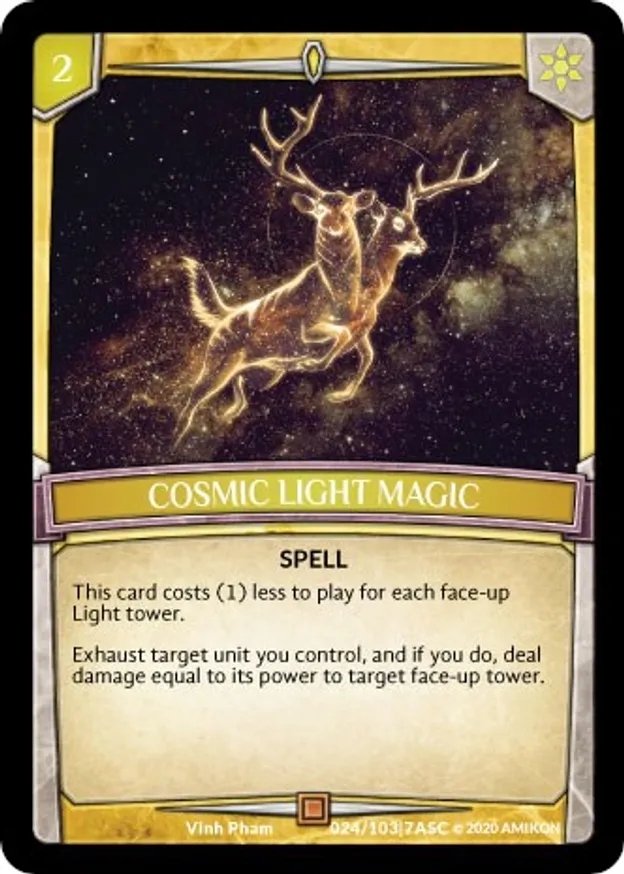 2
COSMIC LIGHT MAGIC
SPELL
This card costs (1) less to play for each face-up
Light tower.
Exhaust target unit you control, and if you do, deal
damage equal to its power to target face-up tower.
Vinh Pham 024/103|7ASC © 2020 AMIKON